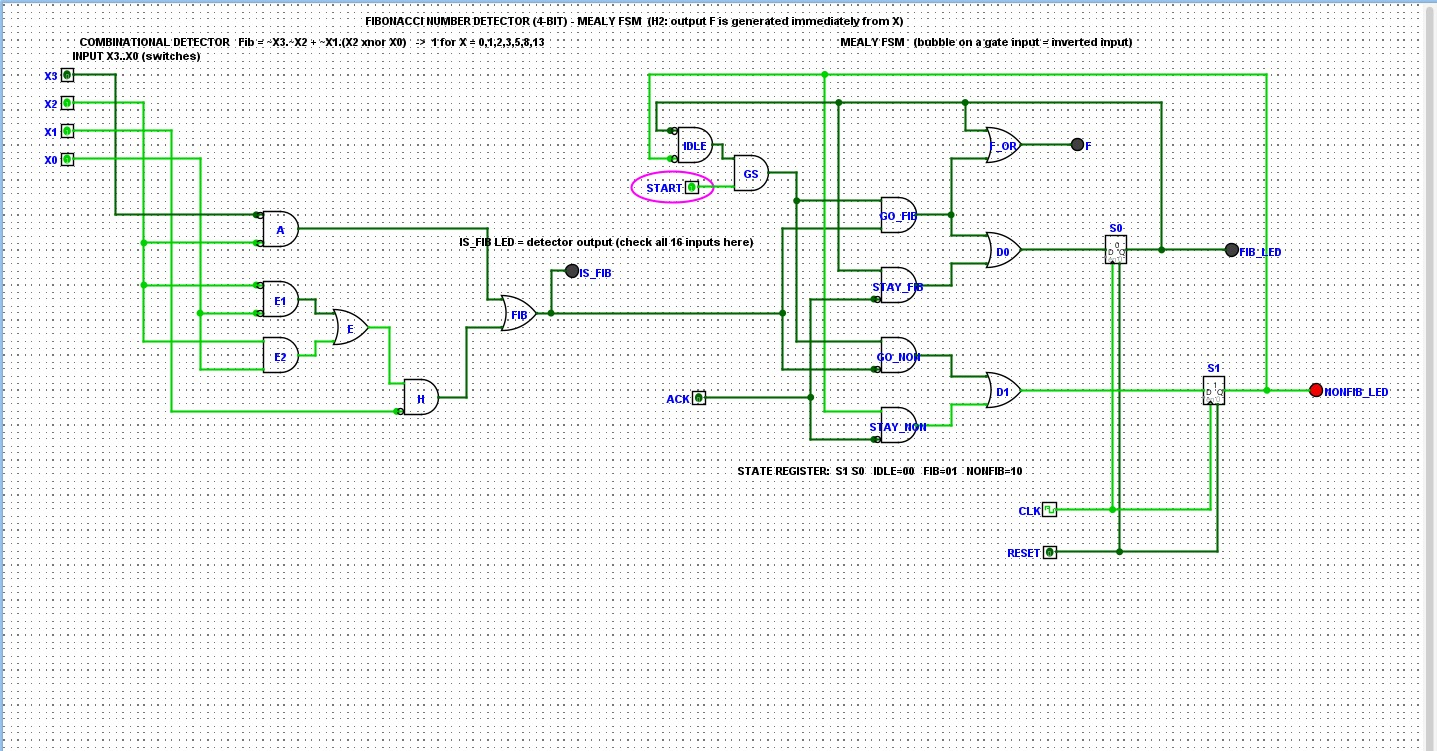 FIBONACCI NUMBER DETECTOR (4-BIT) - MEALY FSM (H2: output F is generated immediately from X)
COMBINATIONAL DETECTOR Fib = ~X3.~X2 + ~X1.(X2 xnor X0) -> 1 for X = 0,1,2,3,5,8,13
MEALY FSM (bubble on a gate input = inverted input)
INPUT X3..X0 (switches)
X3
X2
X1
X0
IDLE
F_OR
F
GS
START
GO_FIB
A
S0
0
D Q
IS_FIB LED = detector output (check all 16 inputs here)
D0
FIB_LED
IS_FIB
STAY_FIB
E1
FIB
E
E2
GO_NON
S1
1
D Q
D1
NONFIB_LED
H
ACK
STAY_NON
STATE REGISTER: S1 S0 IDLE=00 FIB=01 NONFIB=10
CLK
RESET